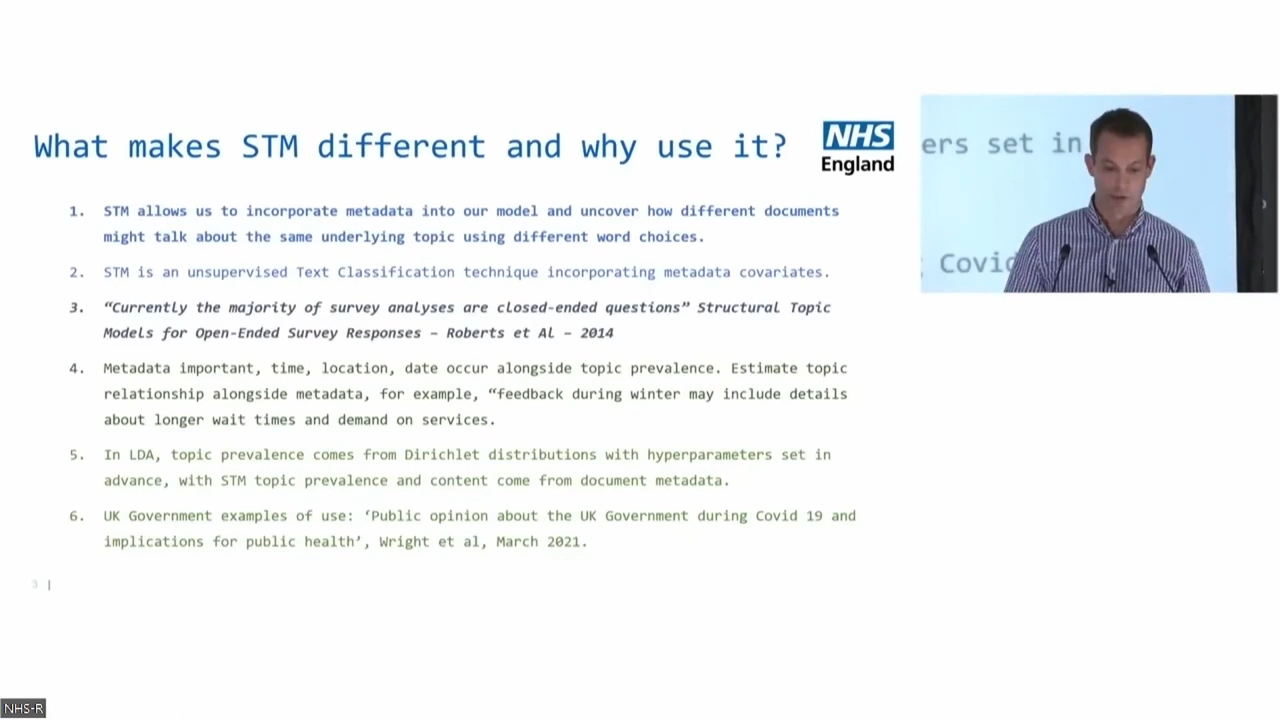 What makes STM different and why use it?
NHS
England
1. STM allows us to incorporate metadata into our model and uncover how different documents
might talk about the same underlying topic using different word choices.
2. STM is an unsupervised Text Classification technique incorporating metadata covariates.
3. “Currently the majority of survey analyses are closed-ended questions” Structural Topic
Models for Open-Ended Survey Responses – Roberts et Al – 2014
4. Metadata important, time, location, date occur alongside topic prevalence. Estimate topic
relationship alongside metadata, for example, “feedback during winter may include details
about longer wait times and demand on services.
5. In LDA, topic prevalence comes from Dirichlet distributions with hyperparameters set in
advance, with STM topic prevalence and content come from document metadata.
6. UK Government examples of use: ‘Public opinion about the UK Government during Covid 19 and
implications for public health’, Wright et al, March 2021.
3 |
ers set in
Covid
NHS-R